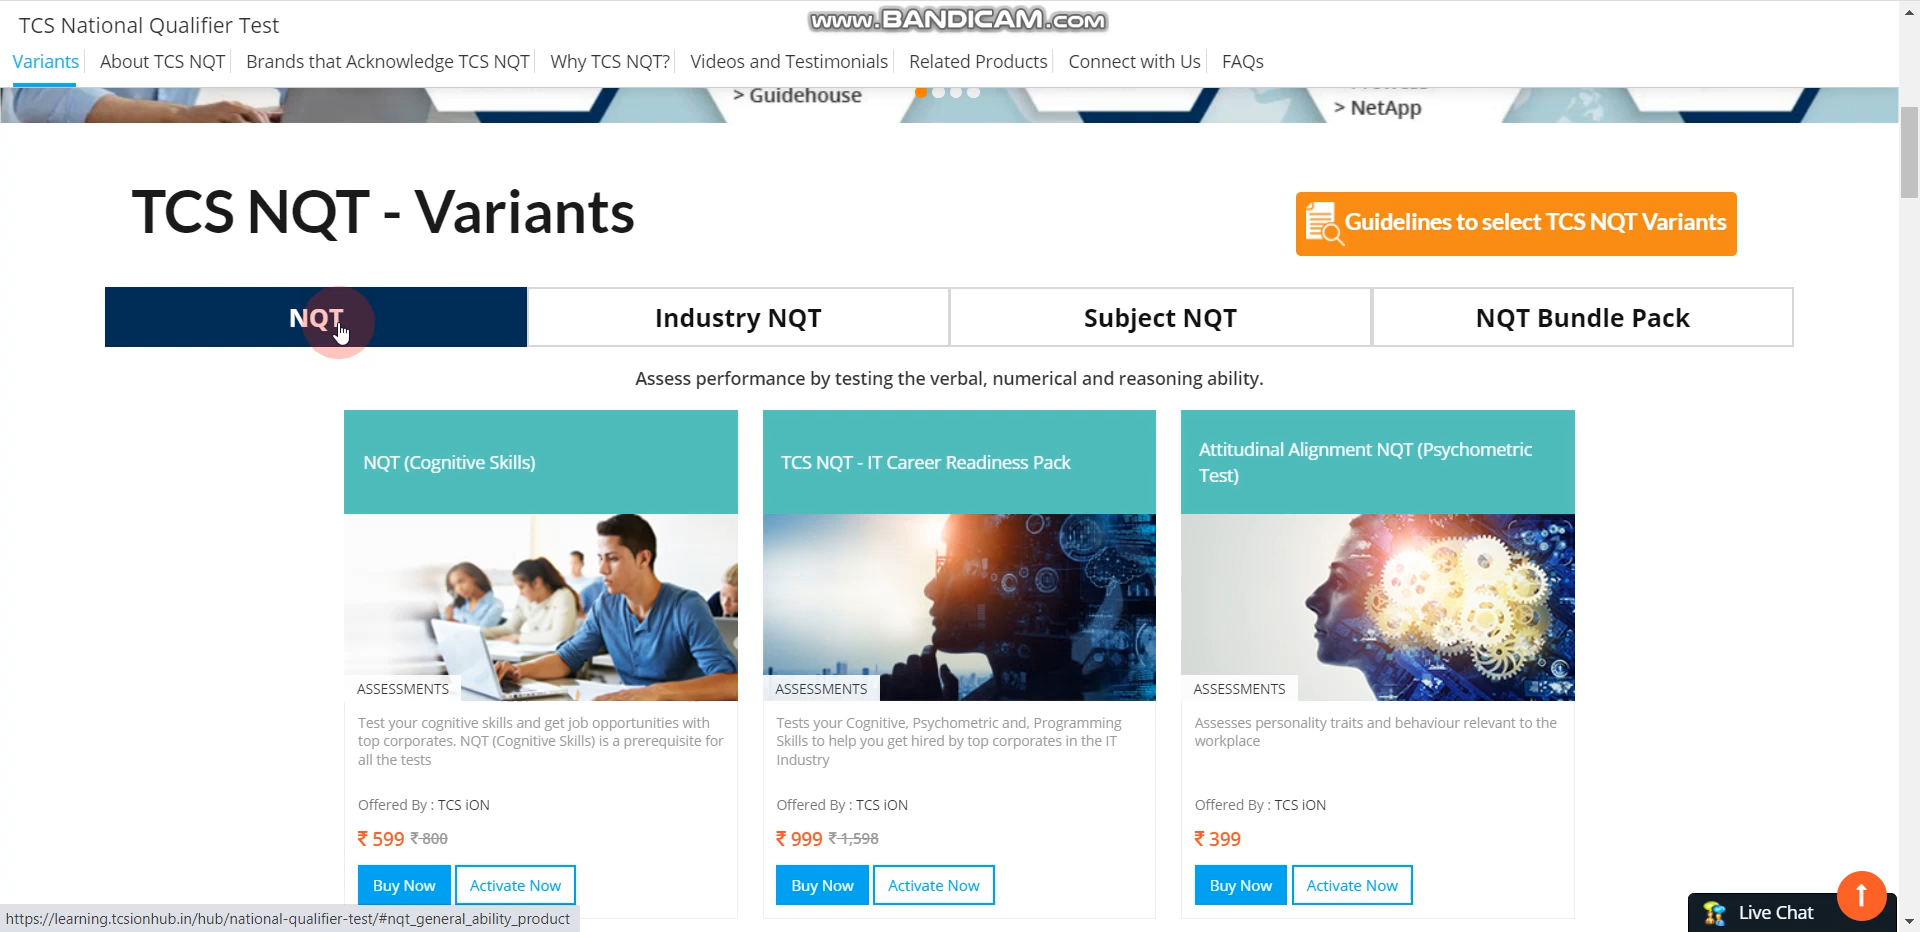 TCS National Qualifier Test
www.BANDICAM.com
Variants About TCS NQT Brands that Acknowledge TCS NQT Why TCS NQT? Videos and Testimonials Related Products Connect with Us FAQs
> Guidehouse
> NetApp
TCS NQT - Variants
Guidelines to select TCS NQT Variants
NQT Industry NQT Subject NQT NQT Bundle Pack
Assess performance by testing the verbal, numerical and reasoning ability.
NQT (Cognitive Skills)
ASSESSMENTS
Test your cognitive skills and get job opportunities with
top corporates. NQT (Cognitive Skills) is a prerequisite for
all the tests
Offered By : TCS iON
₹ 599 ₹ 800
Buy Now Activate Now
TCS NQT - IT Career Readiness Pack
ASSESSMENTS
Tests your Cognitive, Psychometric and, Programming
Skills to help you get hired by top corporates in the IT
Industry
Offered By : TCS iON
₹ 999 ₹ 1,598
Buy Now Activate Now
Attitudinal Alignment NQT (Psychometric
Test)
ASSESSMENTS
Assesses personality traits and behaviour relevant to the
workplace
Offered By : TCS iON
₹ 399
Buy Now Activate Now
Live Chat
https://learning.tcsionhub.in/hub/national-qualifier-test/#nqt_general_ability_product